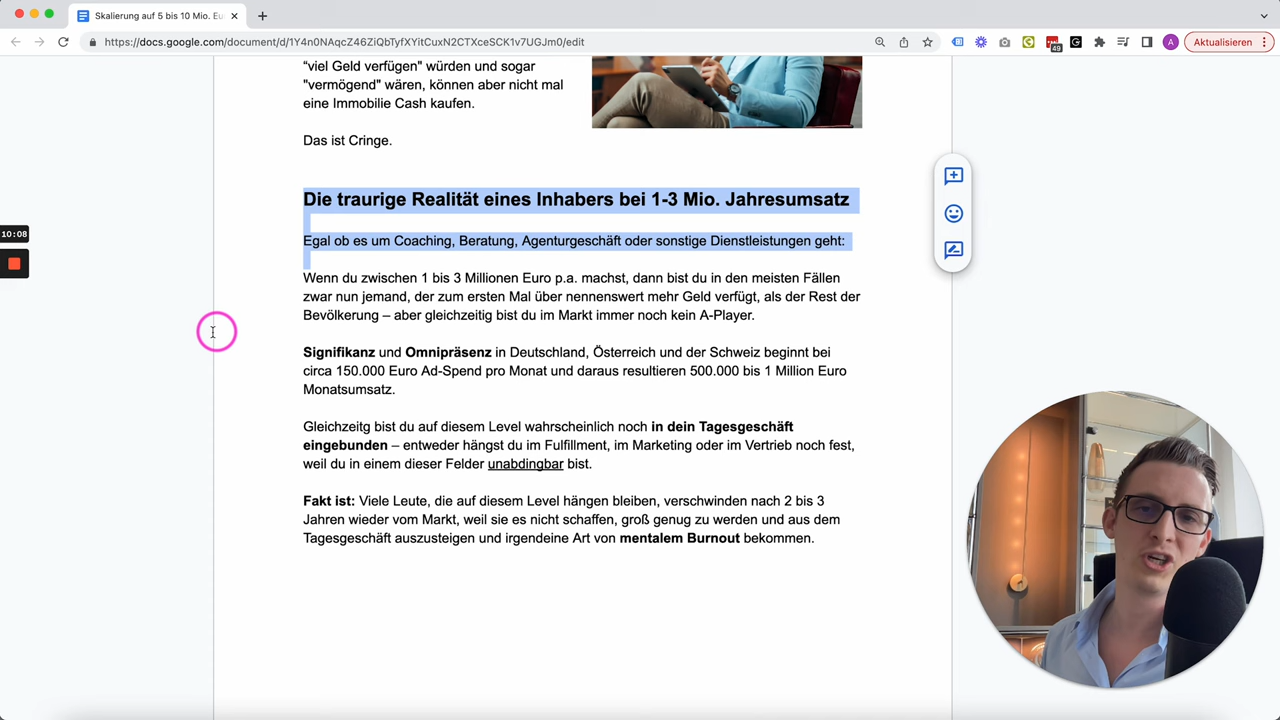 Skalierung auf 5 bis 10 Mio. Eu
https://docs.google.com/document/d/1Y4n0NAqcZ46ZiQbTyfXYitCuxN2CTXceSCK1v7UGJm0/edit
49
A
Aktualisieren
“viel Geld verfügen" würden und sogar
"vermögend" wären, können aber nicht mal
eine Immobilie Cash kaufen.
Das ist Cringe.
Die traurige Realität eines Inhabers bei 1-3 Mio. Jahresumsatz
10:08
Egal ob es um Coaching, Beratung, Agenturgeschäft oder sonstige Dienstleistungen geht:
Wenn du zwischen 1 bis 3 Millionen Euro p.a. machst, dann bist du in den meisten Fällen
zwar nun jemand, der zum ersten Mal über nennenswert mehr Geld verfügt, als der Rest der
Bevölkerung – aber gleichzeitig bist du im Markt immer noch kein A-Player.
Signifikanz und Omnipräsenz in Deutschland, Österreich und der Schweiz beginnt bei
circa 150.000 Euro Ad-Spend pro Monat und daraus resultieren 500.000 bis 1 Million Euro
Monatsumsatz.
Gleichzeitg bist du auf diesem Level wahrscheinlich noch in dein Tagesgeschäft
eingebunden – entweder hängst du im Fulfillment, im Marketing oder im Vertrieb noch fest,
weil du in einem dieser Felder unabdingbar bist.
Fakt ist: Viele Leute, die auf diesem Level hängen bleiben, verschwinden nach 2 bis 3
Jahren wieder vom Markt, weil sie es nicht schaffen, groß genug zu werden und aus dem
Tagesgeschäft auszusteigen und irgendeine Art von mentalem Burnout bekommen.